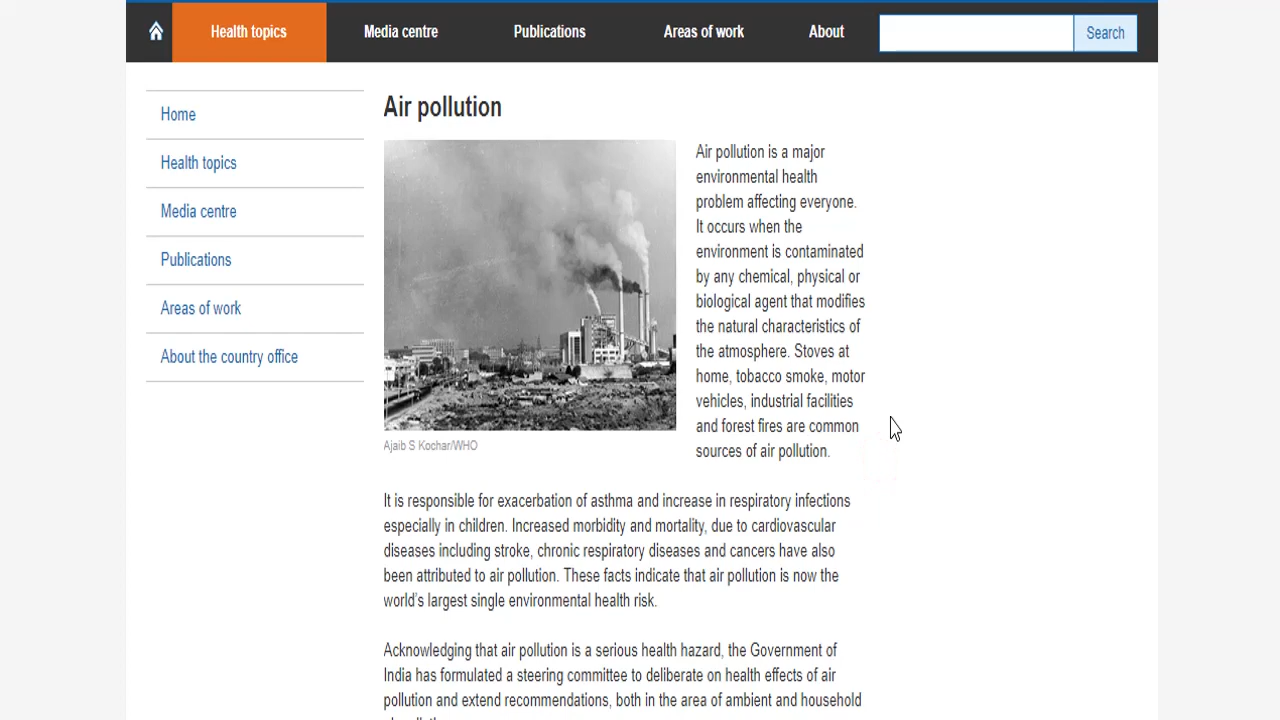 Health topics
Media centre
Publications
Areas of work
About
Search
Home
Health topics
Media centre
Publications
Areas of work
About the country office
Air pollution
Air pollution is a major
environmental health
problem affecting everyone.
It occurs when the
environment is contaminated
by any chemical, physical or
biological agent that modifies
the natural characteristics of
the atmosphere. Stoves at
home, tobacco smoke, motor
vehicles, industrial facilities
and forest fires are common
sources of air pollution.
Ajaib S Kochar/WHO
It is responsible for exacerbation of asthma and increase in respiratory infections
especially in children. Increased morbidity and mortality, due to cardiovascular
diseases including stroke, chronic respiratory diseases and cancers have also
been attributed to air pollution. These facts indicate that air pollution is now the
world's largest single environmental health risk.
Acknowledging that air pollution is a serious health hazard, the Government of
India has formulated a steering committee to deliberate on health effects of air
pollution and extend recommendations, both in the area of ambient and household